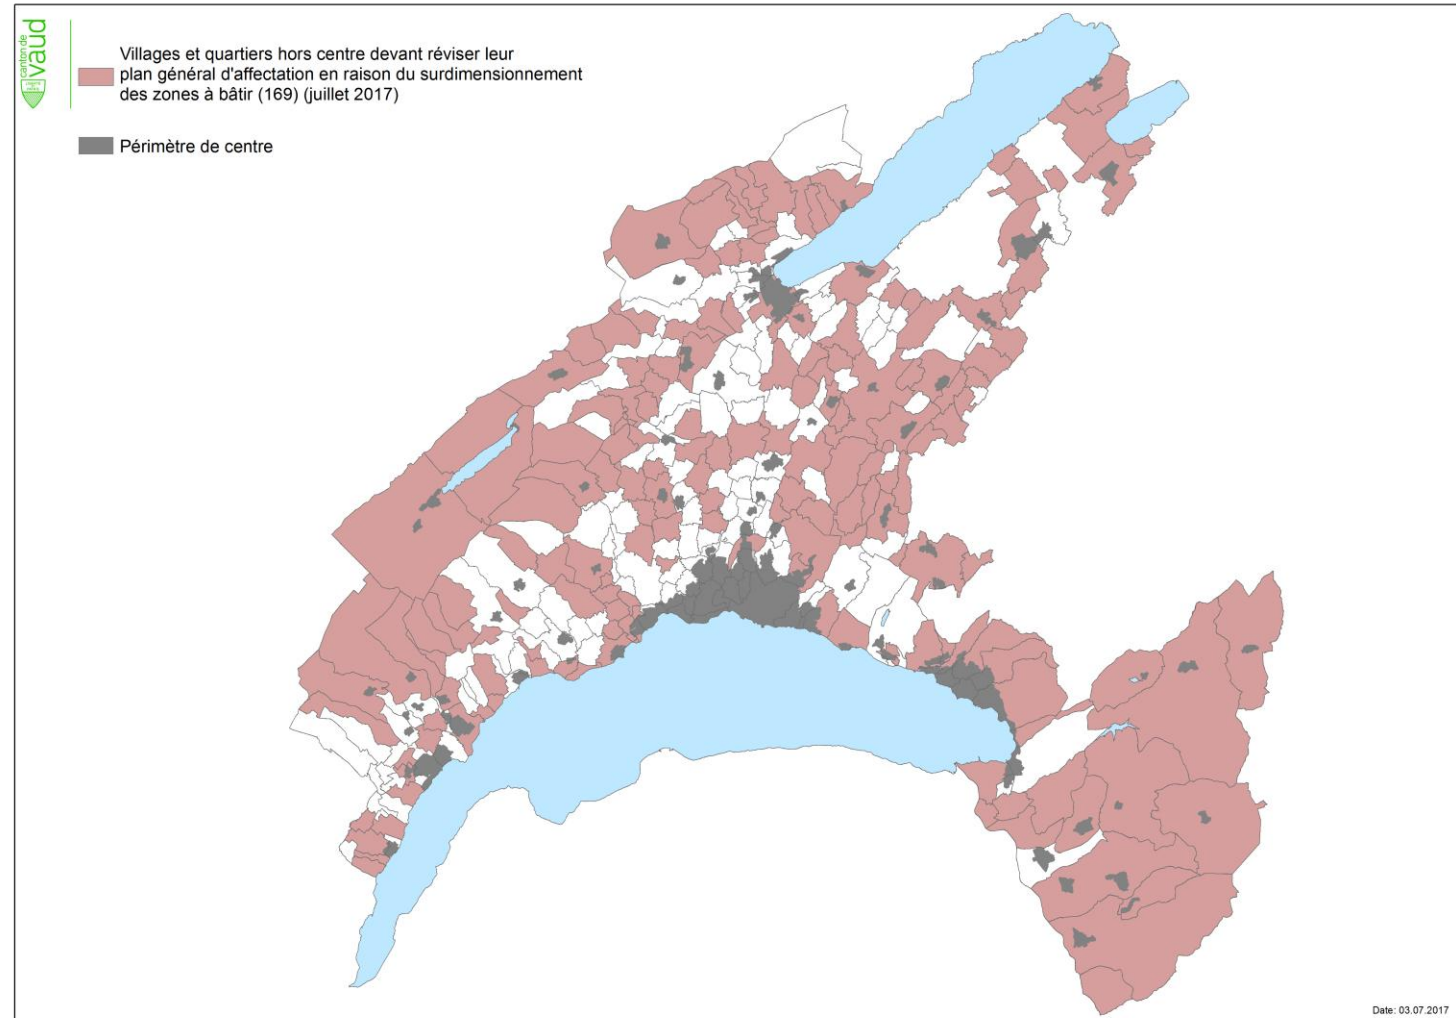 canton de
vaud
Villages et quartiers hors centre devant réviser leur
plan général d'affectation en raison du surdimensionnement
des zones à bâtir (169) (juillet 2017)
Périmètre de centre
Date: 03.07.2017